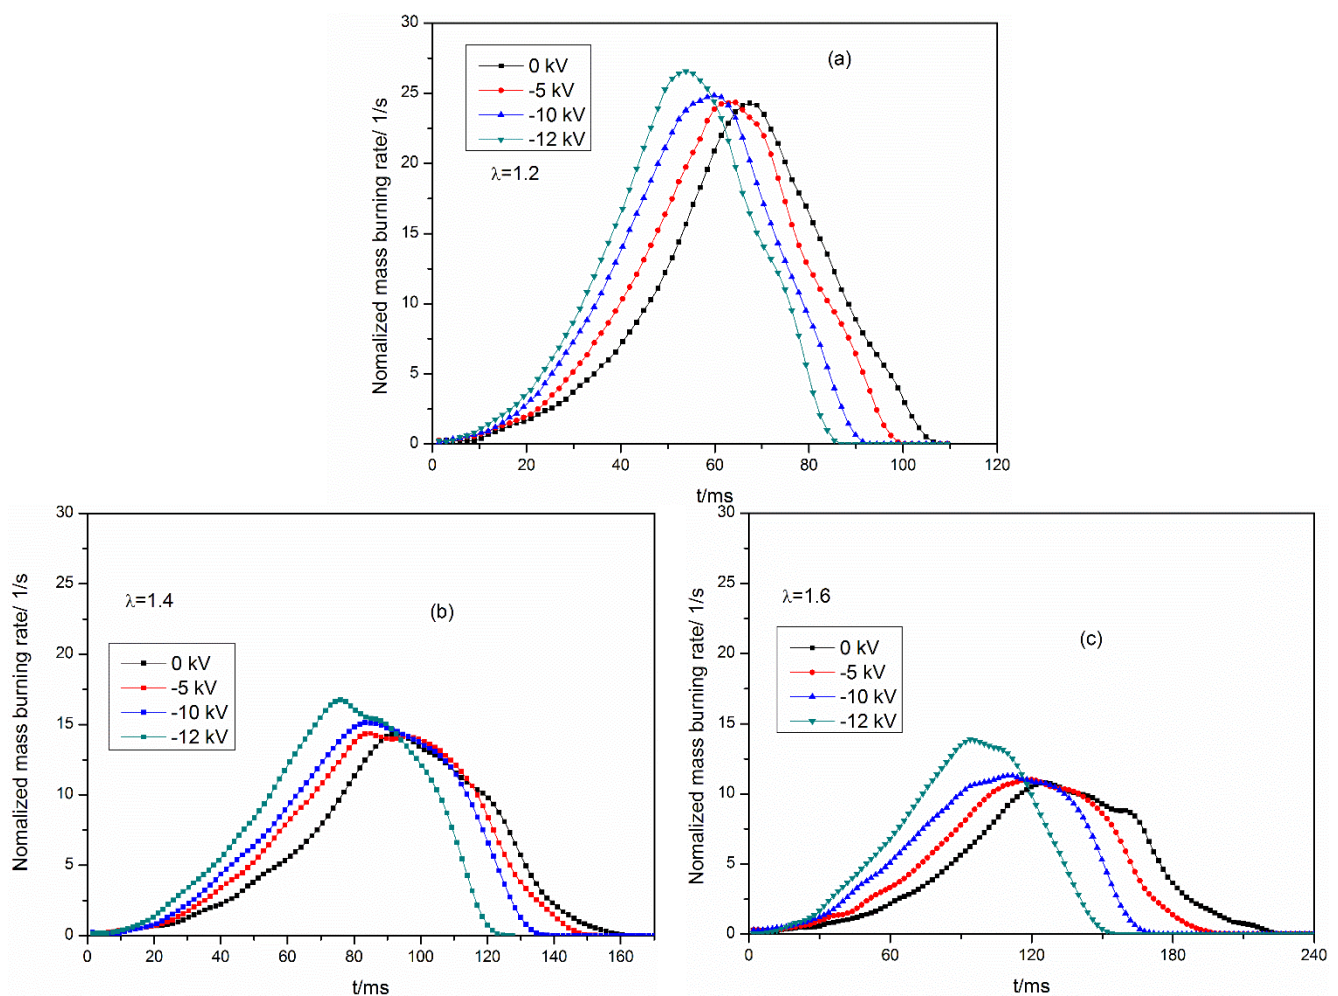 30
25
20
15
10
5
0
Nomalized mass burning rate/ 1/s
0 kV
-5 kV
-10 kV
-12 kV
λ=1.2
(a)
0 20 40 60 80 100 120
t/ms
30
25
20
15
10
5
0
Nomalized mass burning rate/ 1/s
λ=1.4
(b)
0 kV
-5 kV
-10 kV
-12 kV
0 20 40 60 80 100 120 140 160
t/ms
30
25
20
15
10
5
0
Nomalized mass burning rate/ 1/s
λ=1.6
(c)
0 kV
-5 kV
-10 kV
-12 kV
0 60 120 180 240
t/ms